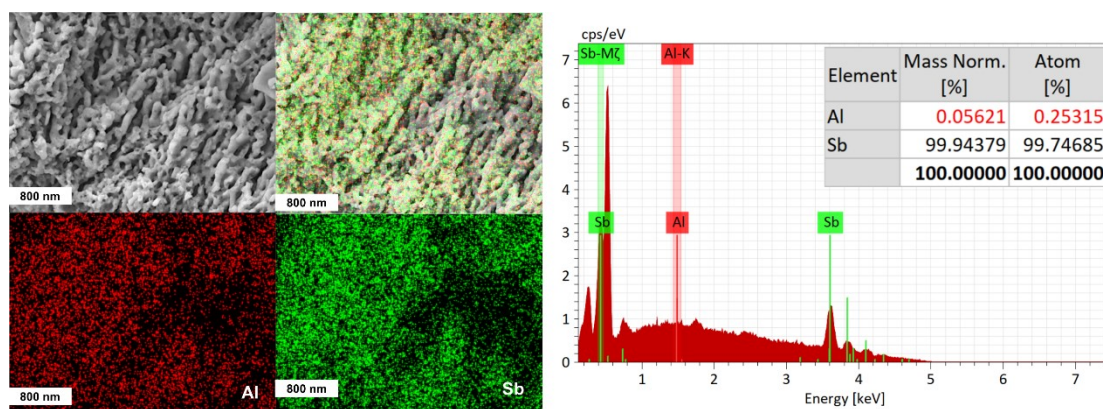 800 nm
800 nm
800 nm
Al
800 nm
Sb
cps/eV
7
6
5
4
3
2
1
0
Sb-Mζ
Al-K
Sb
Al
Sb
Element
Mass Norm. [%]
Atom [%]
Al 0.05621 0.25315
Sb 99.94379 99.74685
100.00000 100.00000
1 2 3 4 5 6 7
Energy [keV]